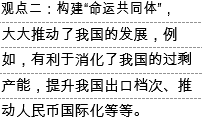 观点二：构建“命运共同体”，
大大推动了我国的发展，例
如，有利于消化了我国的过剩
产能，提升我国出口档次、推
动人民币国际化等等。